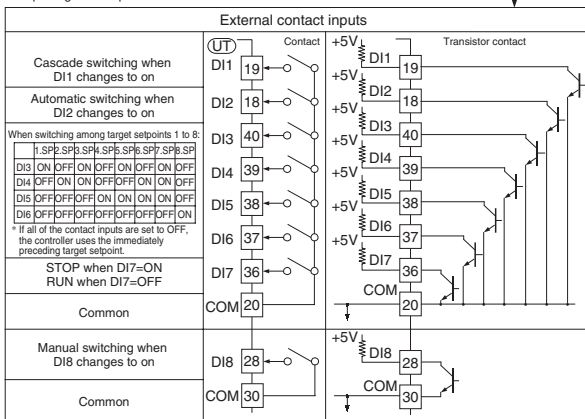 External contact inputs
Cascade switching when
DI1 changes to on
Automatic switching when
DI2 changes to on
When switching among target setpoints 1 to 8:
1.SP 2.SP 3.SP 4.SP 5.SP 6.SP 7.SP 8.SP
DI3 ON OFF ON OFF ON OFF ON OFF
DI4 OFF ON ON OFF OFF ON ON OFF
DI5 OFF OFF OFF ON ON ON ON OFF
DI6 OFF OFF OFF OFF OFF OFF OFF ON
* If all of the contact inputs are set to OFF,
the controller uses the immediately
preceding target setpoint.
STOP when DI7=ON
RUN when DI7=OFF
Common
Manual switching when
DI8 changes to on
Common
UT Contact
DI1 19
DI2 18
DI3 40
DI4 39
DI5 38
DI6 37
DI7 36
COM 20
DI8 28
COM 30
+5V Transistor contact
DI1 19
+5V
DI2 18
+5V
DI3 40
+5V
DI4 39
+5V
DI5 38
+5V
DI6 37
+5V
DI7 36
COM 20
+5V
DI8 28
COM 30